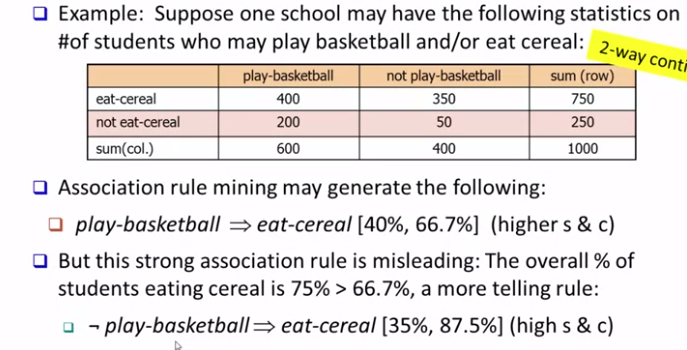 Example: Suppose one school may have the following statistics on
#of students who may play basketball and/or eat cereal:
2-way conti
play-basketball not play-basketball sum (row)
eat-cereal 400 350 750
not eat-cereal 200 50 250
sum(col.) 600 400 1000
Association rule mining may generate the following:
play-basketball ⇒ eat-cereal [40%, 66.7%] (higher s & c)
But this strong association rule is misleading: The overall % of
students eating cereal is 75% > 66.7%, a more telling rule:
¬ play-basketball ⇒ eat-cereal [35%, 87.5%] (high s & c)